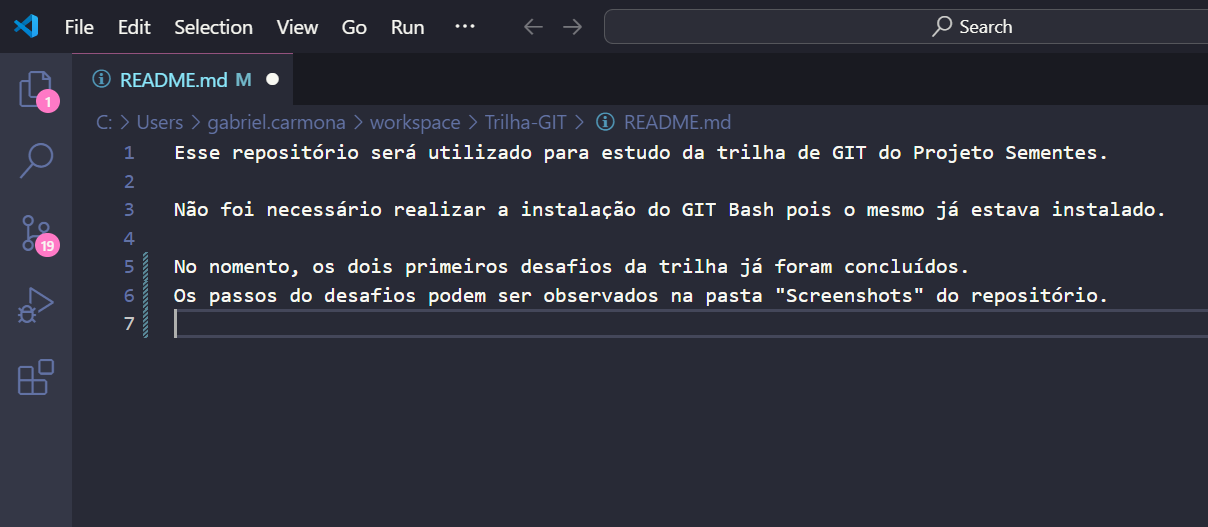 File Edit Selection View Go Run ··· Search
README.md M
1
C: > Users > gabriel.carmona > workspace > Trilha-GIT > README.md
1 Esse repositório será utilizado para estudo da trilha de GIT do Projeto Sementes.
2
3 Não foi necessário realizar a instalação do GIT Bash pois o mesmo já estava instalado.
4
19
5 No nomento, os dois primeiros desafios da trilha já foram concluídos.
6 Os passos do desafios podem ser observados na pasta "Screenshots" do repositório.
7